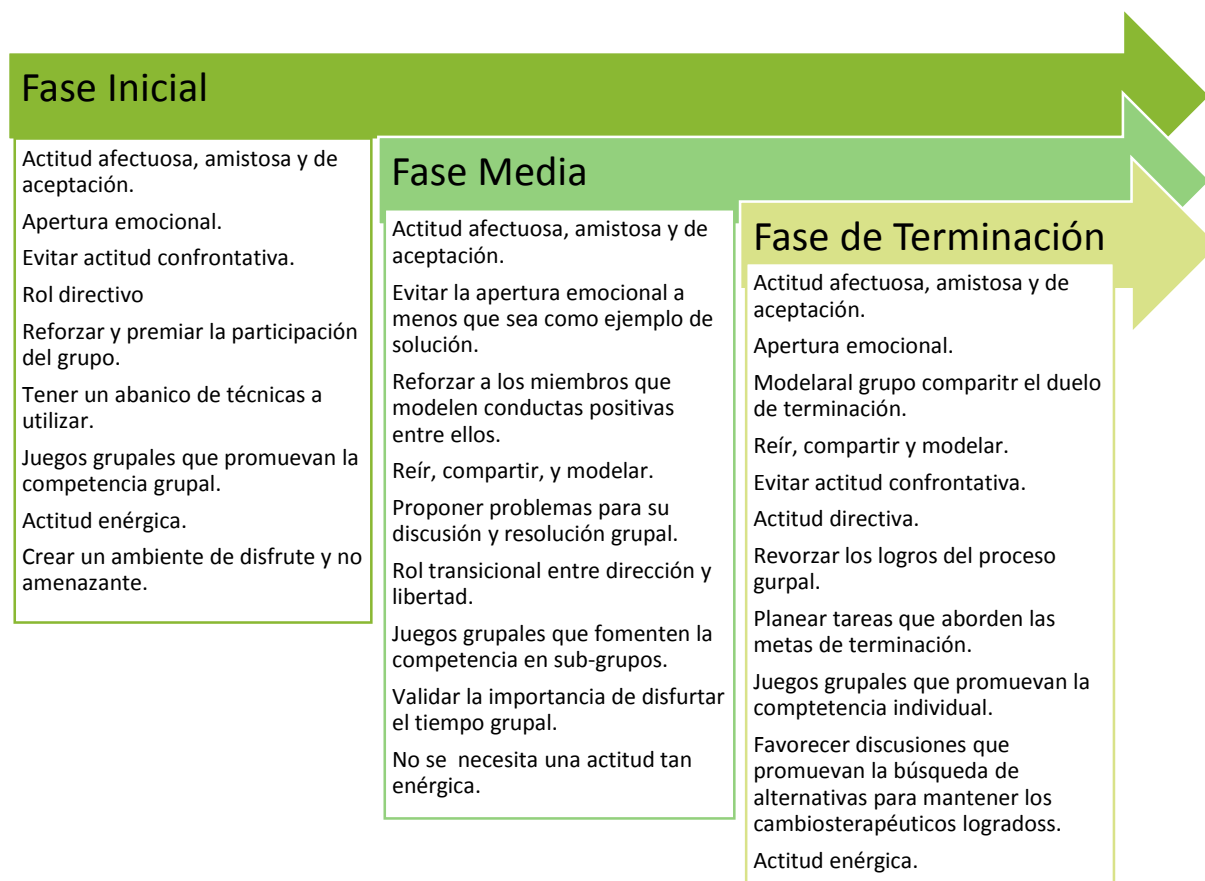 Fase Inicial
Actitud afectuosa, amistosa y de
aceptación.
Apertura emocional.
Evitar actitud confrontativa.
Rol directivo
Reforzar y premiar la participación
del grupo.
Tener un abanico de técnicas a
utilizar.
Juegos grupales que promuevan la
competencia grupal.
Actitud enérgica.
Crear un ambiente de disfrute y no
amenazante.
Fase Media
Actitud afectuosa, amistosa y de
aceptación.
Evitar la apertura emocional a
menos que sea como ejemplo de
solución.
Reforzar a los miembros que
modelen conductas positivas
entre ellos.
Reír, compartir, y modelar.
Proponer problemas para su
discusión y resolución grupal.
Rol transicional entre dirección y
libertad.
Juegos grupales que fomenten la
competencia en sub-grupos.
Validar la importancia de disfurtar
el tiempo grupal.
No se necesita una actitud tan
enérgica.
Fase de Terminación
Actitud afectuosa, amistosa y de
aceptación.
Apertura emocional.
Modelaral grupo comparitr el duelo
de terminación.
Reír, compartir y modelar.
Evitar actitud confrontativa.
Actitud directiva.
Revorzar los logros del proceso
gurpal.
Planear tareas que aborden las
metas de terminación.
Juegos grupales que promuevan la
comptetencia individual.
Favorecer discusiones que
promuevan la búsqueda de
alternativas para mantener los
cambiosterapéuticos logradoss.
Actitud enérgica.